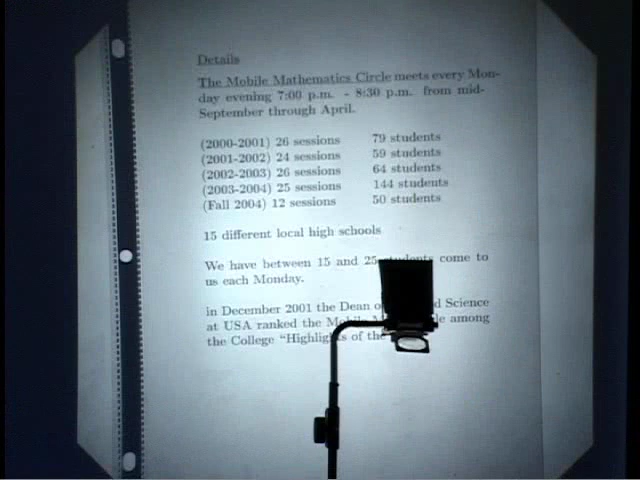 Details
The Mobile Mathematics Circle meets every Mon-
day evening 7:00 p.m. - 8:30 p.m. from mid-
September through April.
(2000-2001) 26 sessions 79 students
(2001-2002) 24 sessions 59 students
(2002-2003) 26 sessions 64 students
(2003-2004) 25 sessions 144 students
(Fall 2004) 12 sessions 50 students
15 different local high schools
We have between 15 and 25 students come to
us each Monday.
in December 2001 the Dean Science
at USA ranked the Mobile among
the College “Highlights of the